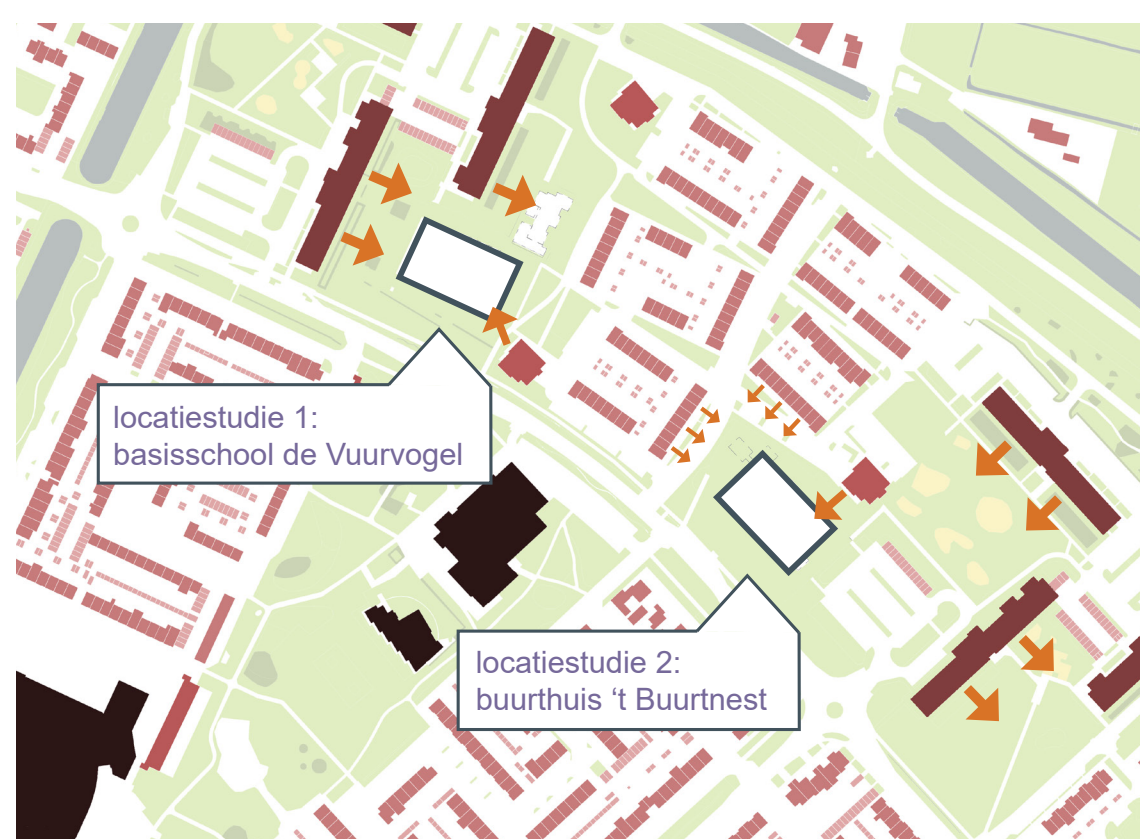 locatiestudie 1:
basisschool de Vuurvogel
locatiestudie 2:
buurthuis ‘t Buurtnest